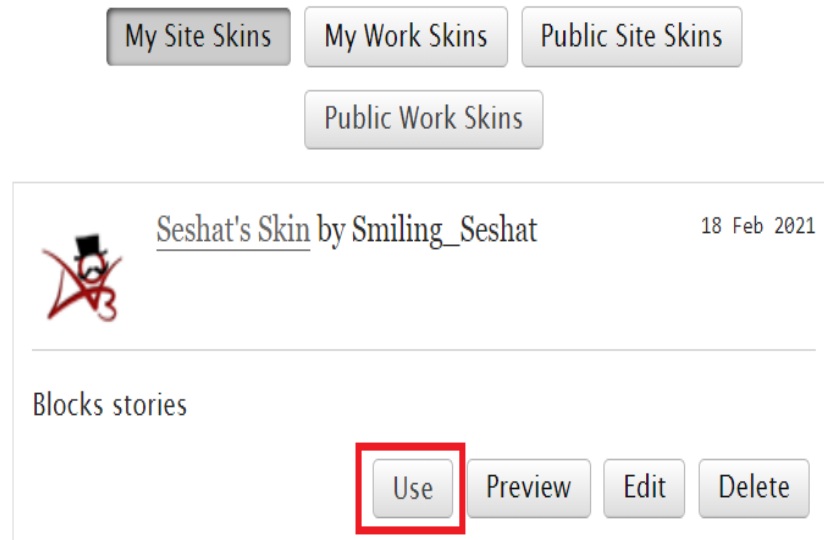 My Site Skins My Work Skins Public Site Skins
Public Work Skins
Seshat's Skin by Smiling_Seshat 18 Feb 2021
Blocks stories
Use Preview Edit Delete